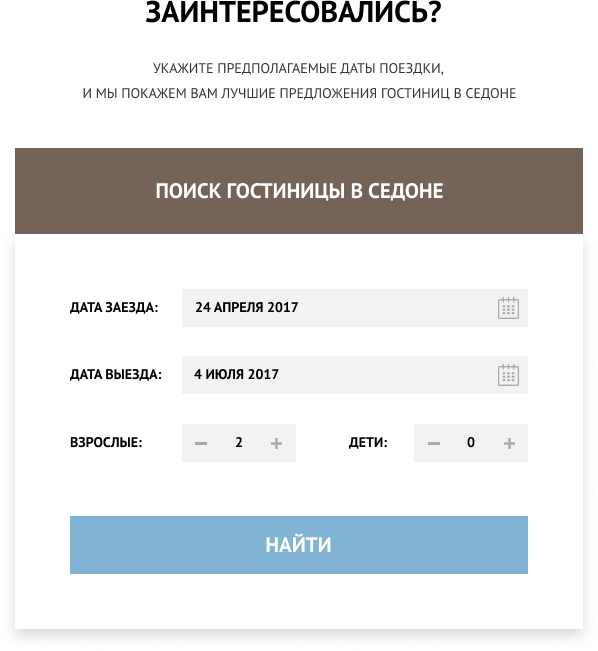 ЗАИНТЕРЕСОВАЛИСЬ?
УКАЖИТЕ ПРЕДПОЛАГАЕМЫЕ ДАТЫ ПОЕЗДКИ,
И МЫ ПОКАЖЕМ ВАМ ЛУЧШИЕ ПРЕДЛОЖЕНИЯ ГОСТИНИЦ В СЕДОНЕ
ПОИСК ГОСТИНИЦЫ В СЕДОНЕ
ДАТА ЗАЕЗДА: 24 АПРЕЛЯ 2017
ДАТА ВЫЕЗДА: 4 ИЮЛЯ 2017
ВЗРОСЛЫЕ: − 2 + ДЕТИ: − 0 +
НАЙТИ